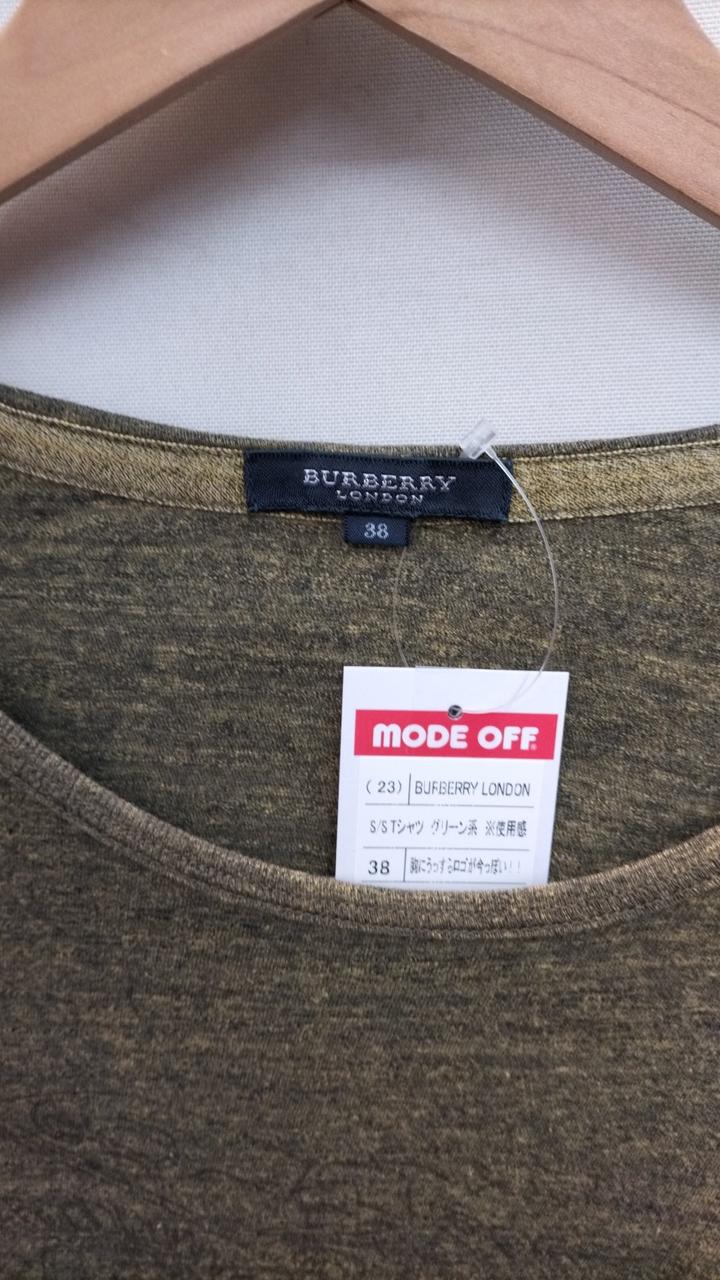 BURBERRY
LONDON
38
MODE OFF
(23) BURBERRY LONDON
S/S Tシャツ グリーン系 ※使用感
38 胸にうっすらロゴが今っぽい！！